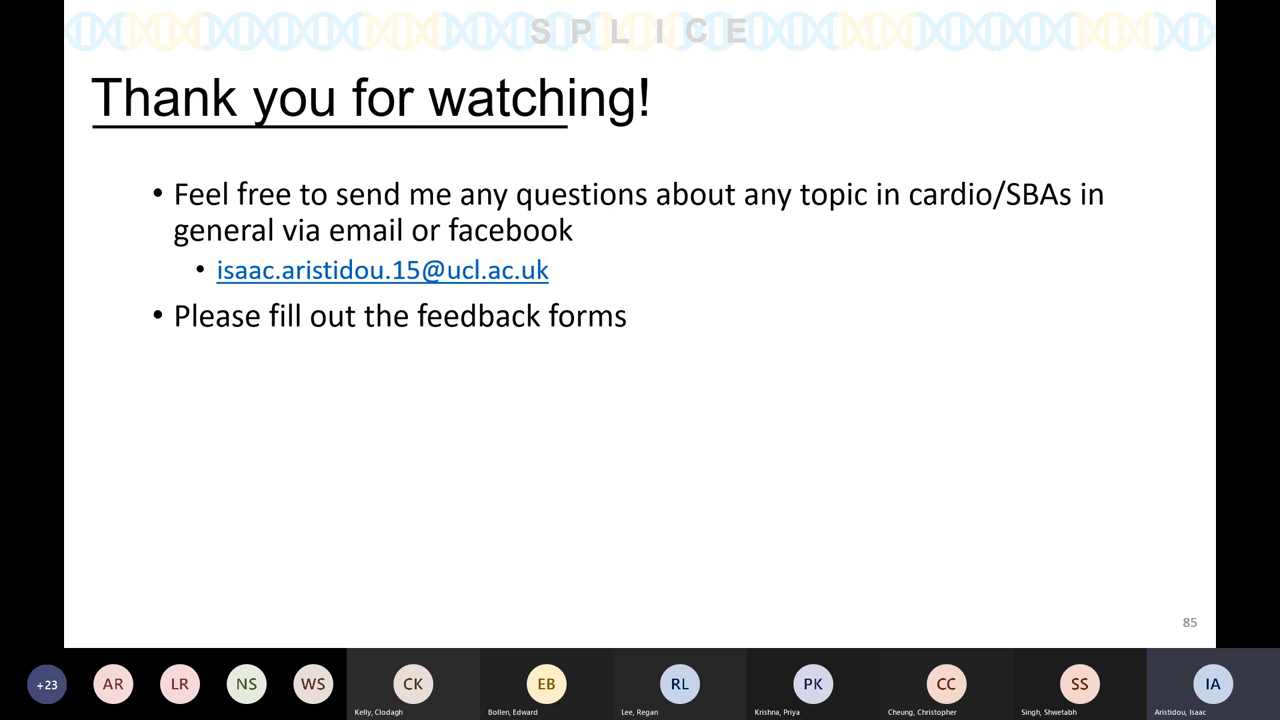 S P L I C E
Thank you for watching!
• Feel free to send me any questions about any topic in cardio/SBAs in
general via email or facebook
• isaac.aristidou.15@ucl.ac.uk
• Please fill out the feedback forms
85
+23 AR LR NS WS CK EB RL PK CC SS IA
Kelly, Clodagh Bollen, Edward Lee, Regan Krishna, Priya Cheung, Christopher Singh, Shwetabh Aristidou, Isaac